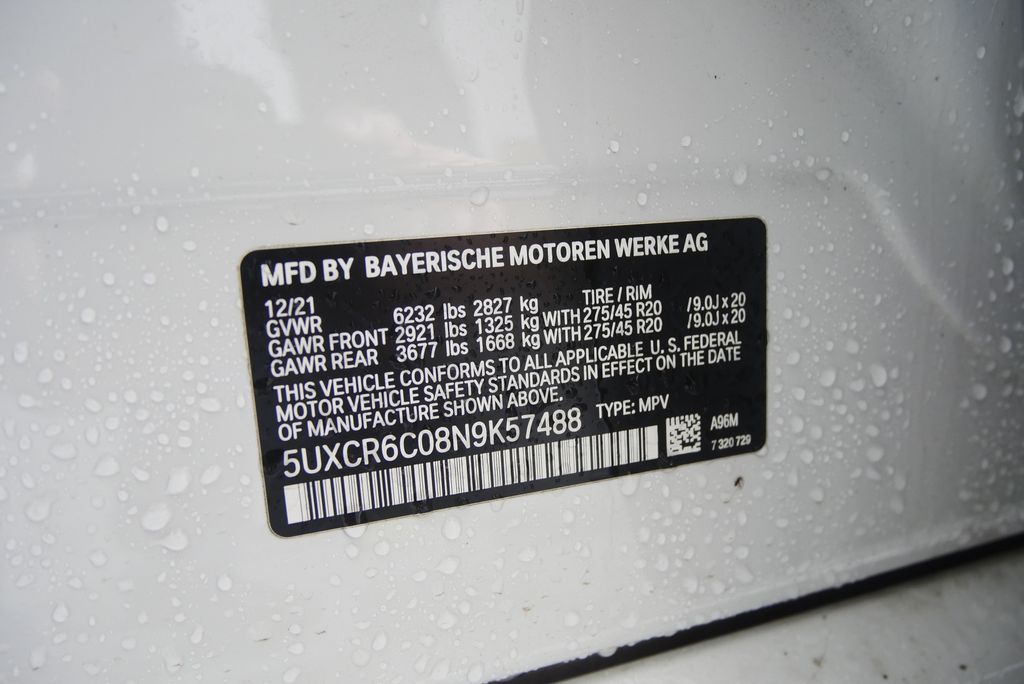 MFD BY BAYERISCHE MOTOREN WERKE AG
12/21 TIRE / RIM
GVWR 6232 lbs 2827 kg
GAWR FRONT 2921 lbs 1325 kg WITH 275/45 R20 /9.0J x 20
GAWR REAR 3677 lbs 1668 kg WITH 275/45 R20 /9.0J x 20
THIS VEHICLE CONFORMS TO ALL APPLICABLE U.S. FEDERAL
MOTOR VEHICLE SAFETY STANDARDS IN EFFECT ON THE DATE
OF MANUFACTURE SHOWN ABOVE.
5UXCR6C08N9K57488 TYPE: MPV
A96M
7 320 729